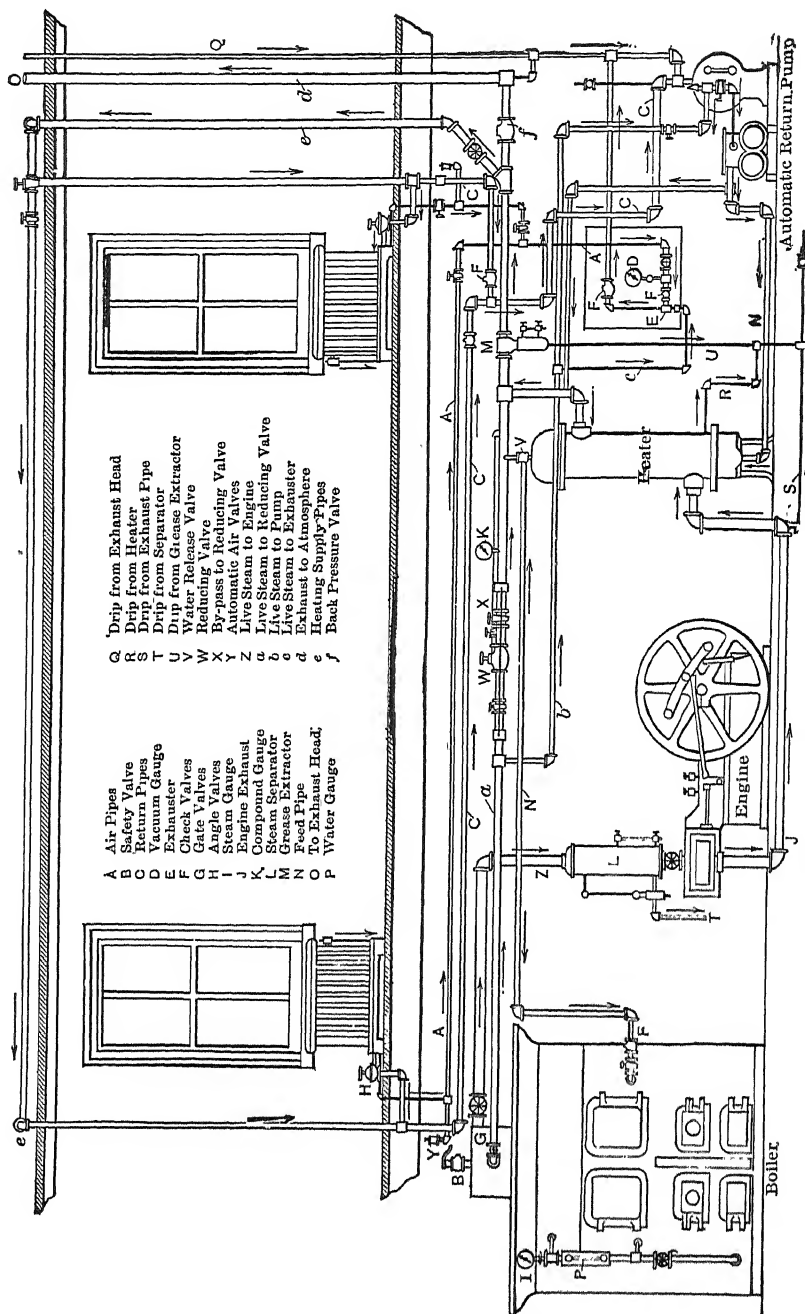 A Air Pipes
B Safety Valve
C Return Pipes
D Vacuum Gauge
E Exhauster
F Check Valves
G Gate Valves
H Angle Valves
I Steam Gauge
J Engine Exhaust
K Compound Gauge
L Steam Separator
M Grease Extractor
N Feed Pipe
O To Exhaust Head
P Water Gauge
Q Drip from Exhaust Head
R Drip from Heater
S Drip from Exhaust Pipe
T Drip from Separator
U Drip from Grease Extractor
V Water Release Valve
W Reducing Valve
X By-pass to Reducing Valve
Y Automatic Air Valves
Z Live Steam to Engine
a Live Steam to Reducing Valve
b Live Steam to Pump
c Live Steam to Exhauster
d Exhaust to Atmosphere
e Heating Supply Pipes
f Back Pressure Valve
O
Q
d
e
f
e
H
Y
B
G
A
A
C
C
C
F
a
K
X
W
M
V
N
b
Z
L
T
F
I
P
Boiler
Engine
J
Heater
S
R
U
c
N
E
F
F
D
A
C
C
Automatic Return Pump